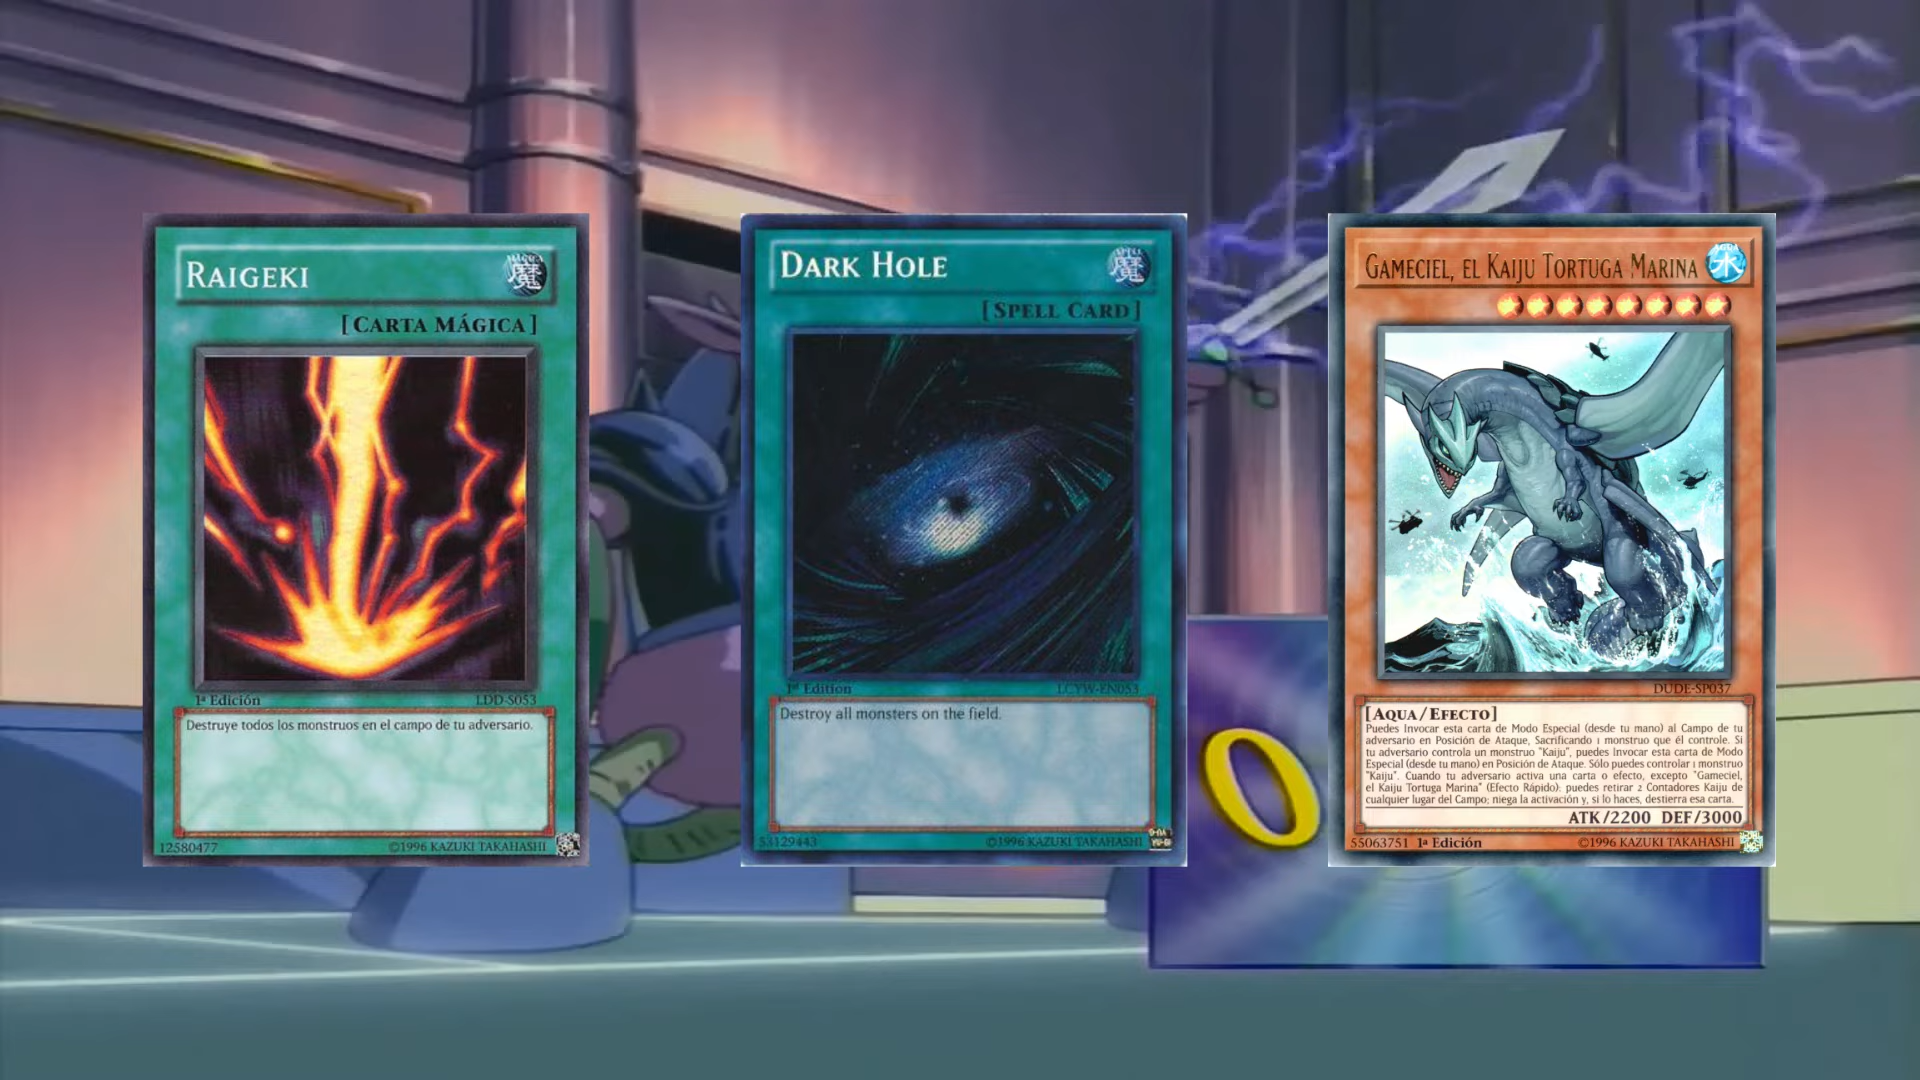 RAIGEKI
[CARTA MÁGICA]
1ª Edición
LDD-S053
Destruye todos los monstruos en el campo de tu adversario.
12580477
©1996 KAZUKI TAKAHASHI
DARK HOLE
[SPELL CARD]
1st Edition
LCYW-EN053
Destroy all monsters on the field.
53129443
©1996 KAZUKI TAKAHASHI
GAMECIEL, EL KAIJU TORTUGA MARINA
AGUA
水
DUDE-SP037
[AQUA/EFECTO]
Puedes Invocar esta carta de Modo Especial (desde tu mano) al Campo de tu
adversario en Posición de Ataque, Sacrificando 1 monstruo que él controle. Si
tu adversario controla un monstruo "Kaiju", puedes Invocar esta carta de Modo
Especial (desde tu mano) en Posición de Ataque. Sólo puedes controlar 1 monstruo
"Kaiju". Cuando tu adversario activa una carta o efecto, excepto "Gameciel,
el Kaiju Tortuga Marina" (Efecto Rápido): puedes retirar 2 Contadores Kaiju de
cualquier lugar del Campo; niega la activación y, si lo haces, destierra esa carta.
ATK/2200 DEF/3000
55063751 1ª Edición
©1996 KAZUKI TAKAHASHI
0